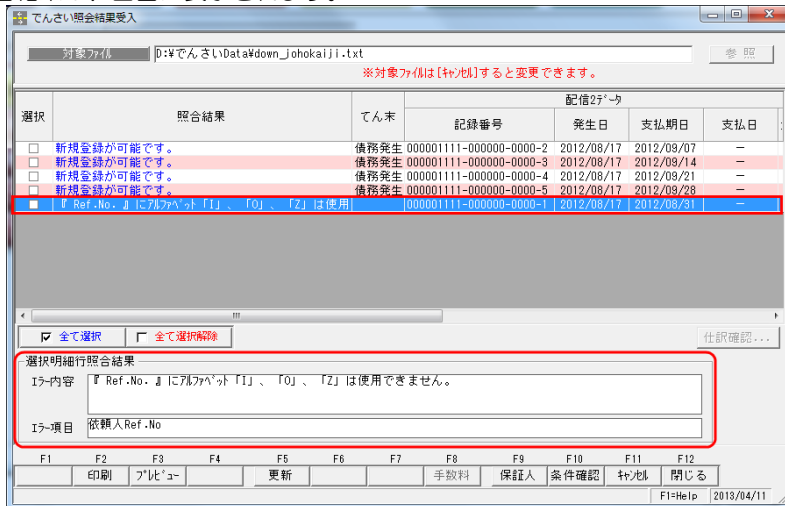 でんさい照会結果受入
対象ファイル D:¥でんさいData¥down_johokaiji.txt 参 照
※対象ファイルは[キャンセル]すると変更できます。
選択 照合結果 てん末 配信2データ
記録番号 発生日 支払期日 支払日
新規登録が可能です。 債務発生 000001111-000000-0000-2 2012/08/17 2012/09/07 −
新規登録が可能です。 債務発生 000001111-000000-0000-3 2012/08/17 2012/09/14 −
新規登録が可能です。 債務発生 000001111-000000-0000-4 2012/08/17 2012/09/21 −
新規登録が可能です。 債務発生 000001111-000000-0000-5 2012/08/17 2012/09/28 −
『 Ref.No. 』にアルファベット「I」、「O」、「Z」は使用 000001111-000000-0000-1 2012/08/17 2012/08/31 −
全て選択 全て選択解除 仕訳確認...
選択明細行照合結果
エラー内容 『 Ref.No. 』にアルファベット「I」、「O」、「Z」は使用できません。
エラー項目 依頼人Ref.No
F1 F2 F3 F4 F5 F6 F7 F8 F9 F10 F11 F12
印刷 プレビュー 更新 手数料 保証人 条件確認 キャンセル 閉じる
F1=Help 2013/04/11